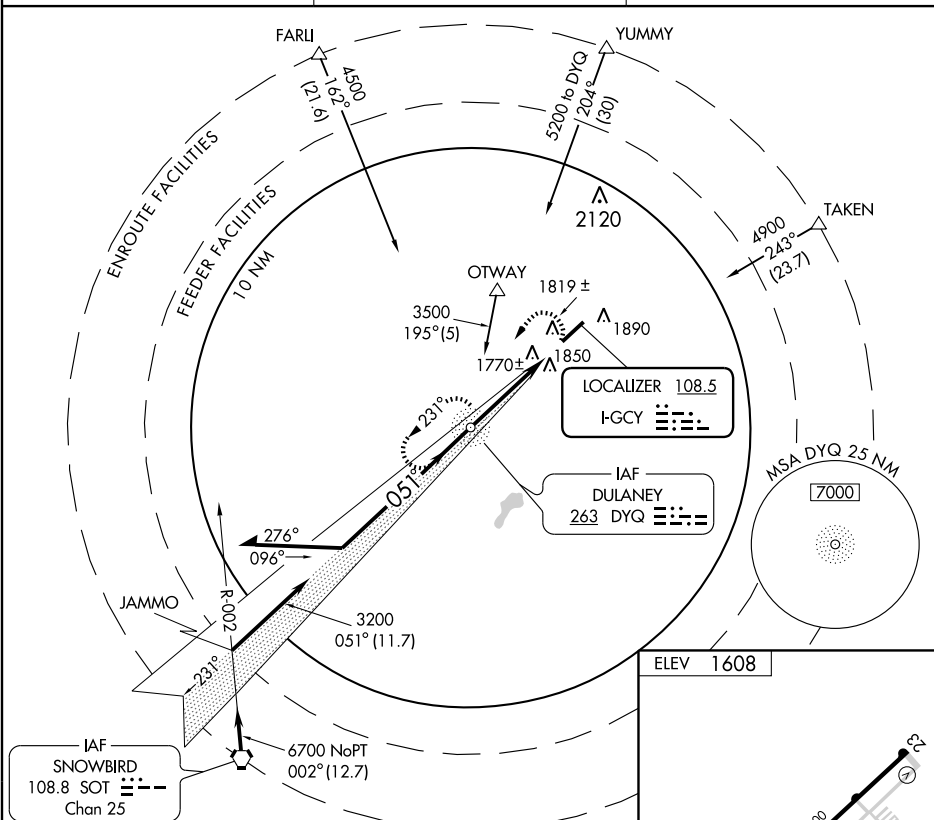 FARLI
YUMMY
4500
162°
(21.6)
5200 to DYQ
204°
(30)
ENROUTE FACILITIES
FEEDER FACILITIES
10 NM
2120
TAKEN
4900
243°
(23.7)
OTWAY
1819 ±
3500
195° (5)
1890
1770±
1850
LOCALIZER 108.5
I-GCY
231°
MSA DYQ 25 NM
7000
IAF
DULANEY
263 DYQ
051°
276°
096°
JAMMO
R-002
3200
051° (11.7)
231°
ELEV 1608
IAF
SNOWBIRD
108.8 SOT
Chan 25
6700 NoPT
002° (12.7)
23
A